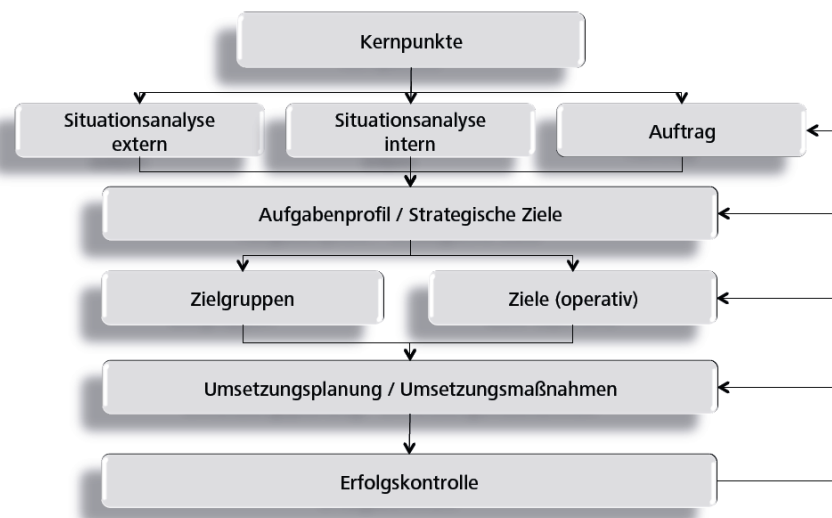 Kernpunkte
Situationsanalyse
extern
Situationsanalyse
intern
Auftrag
Aufgabenprofil / Strategische Ziele
Zielgruppen
Ziele (operativ)
Umsetzungsplanung / Umsetzungsmaßnahmen
Erfolgskontrolle